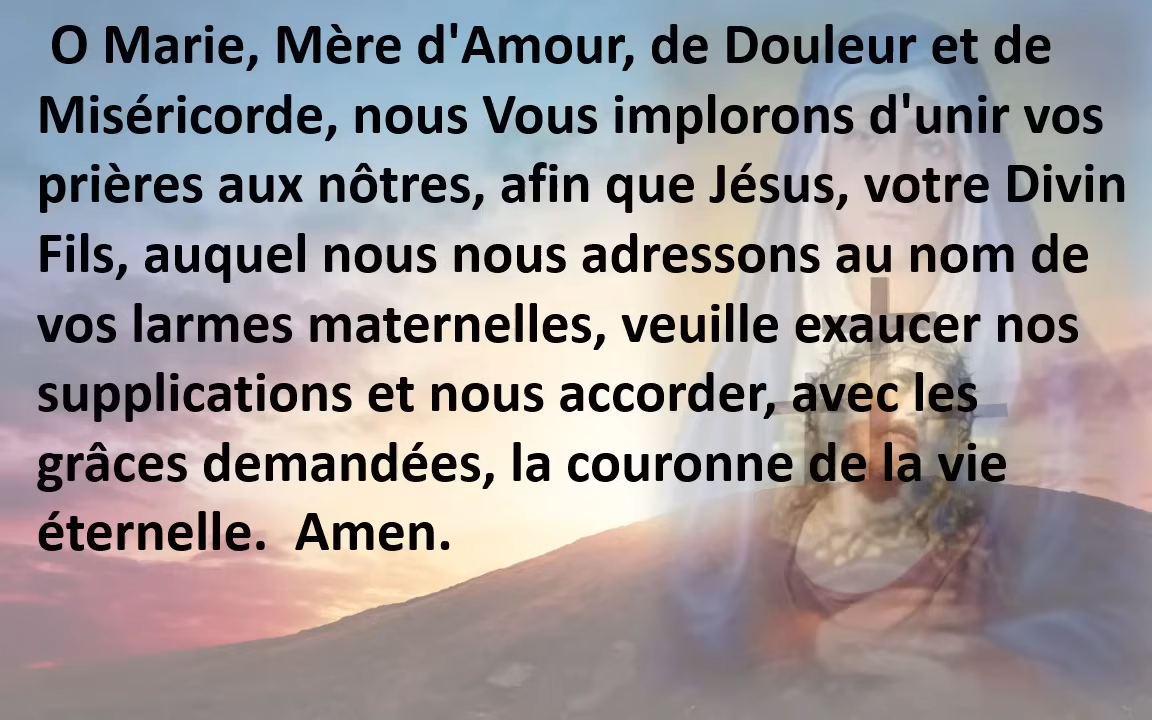 O Marie, Mère d'Amour, de Douleur et de
Miséricorde, nous Vous implorons d'unir vos
prières aux nôtres, afin que Jésus, votre Divin
Fils, auquel nous nous adressons au nom de
vos larmes maternelles, veuille exaucer nos
supplications et nous accorder, avec les
grâces demandées, la couronne de la vie
éternelle.  Amen.